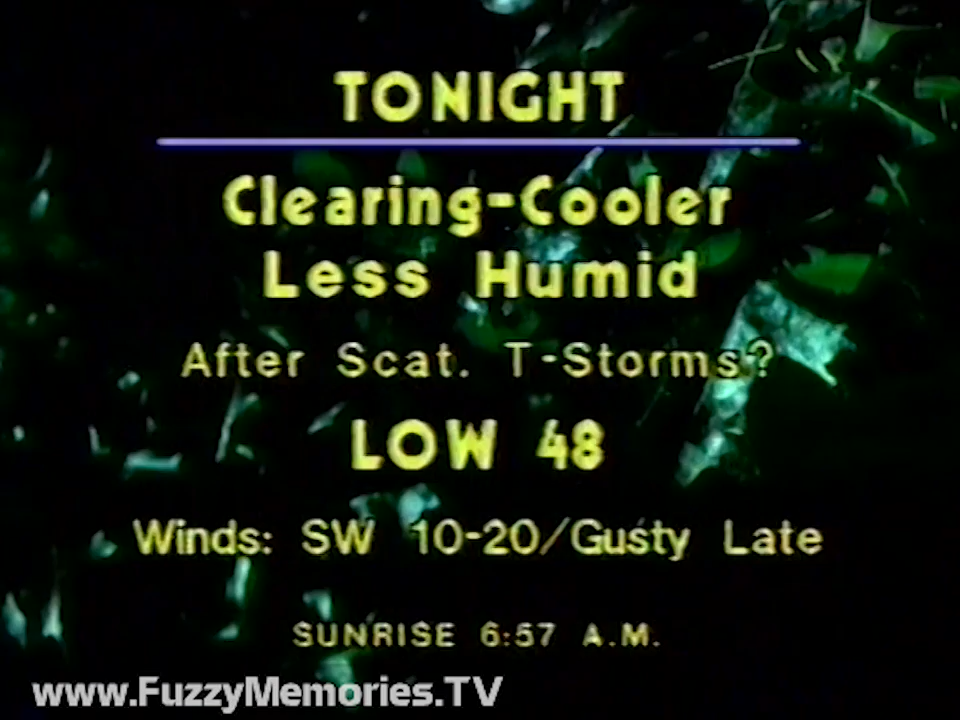 TONIGHT
Clearing-Cooler
Less Humid
After Scat. T-Storms?
LOW 48
Winds: SW 10-20/Gusty Late
SUNRISE 6:57 A.M.
www.FuzzyMemories.TV